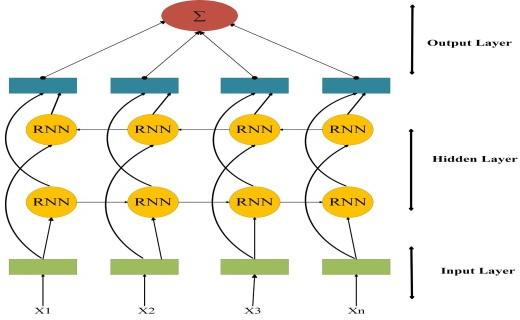 Σ
Output Layer
RNN RNN RNN RNN
Hidden Layer
RNN RNN RNN RNN
Input Layer
X1 X2 X3 Xn